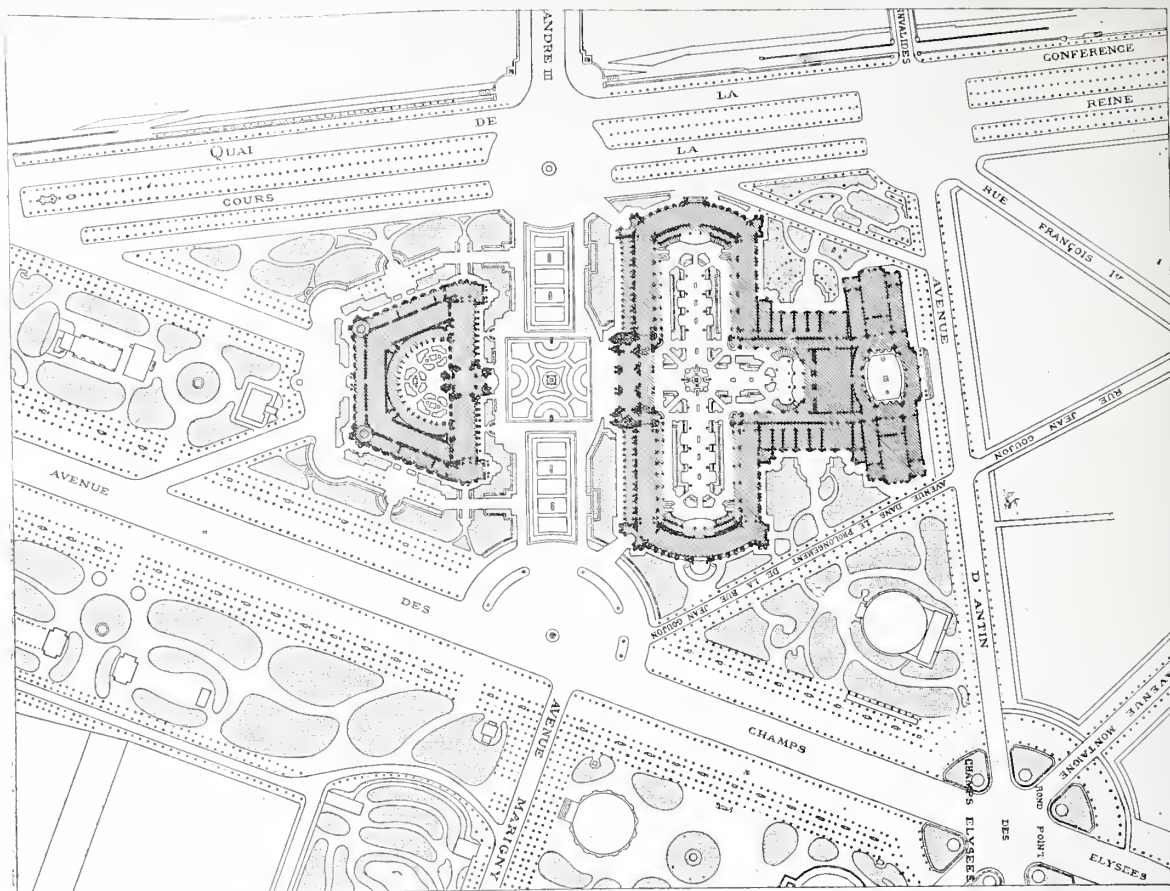 ANDRE III
INVALIDES
CONFERENCE
LA
REINE
DE
QUAI
LA
COURS
RUE
FRANÇOIS 1er
AVENUE
RUE JEAN GOUJON
AVENUE
AVENUE DANS LE PROLONGEMENT DE LA RUE JEAN GOUJON
DES
D'ANTIN
AVENUE
MARIGNY
CHAMPS
AVENUE
MONTAIGNE
CHAMPS ELYSEES
ROND POINT
DES
ELYSEES